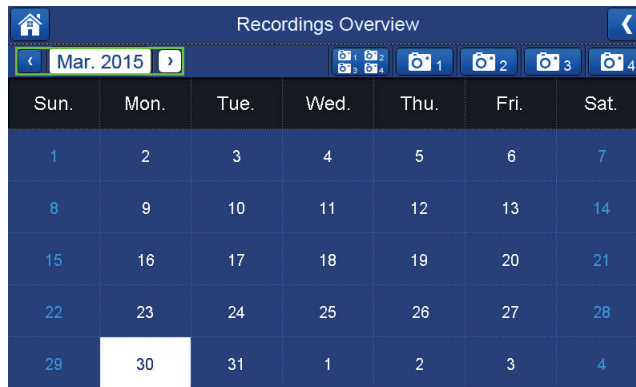 Recordings Overview
Mar. 2015 1 2 3 4 1 2 3 4
Sun. Mon. Tue. Wed. Thu. Fri. Sat.
1 2 3 4 5 6 7
8 9 10 11 12 13 14
15 16 17 18 19 20 21
22 23 24 25 26 27 28
29 30 31 1 2 3 4